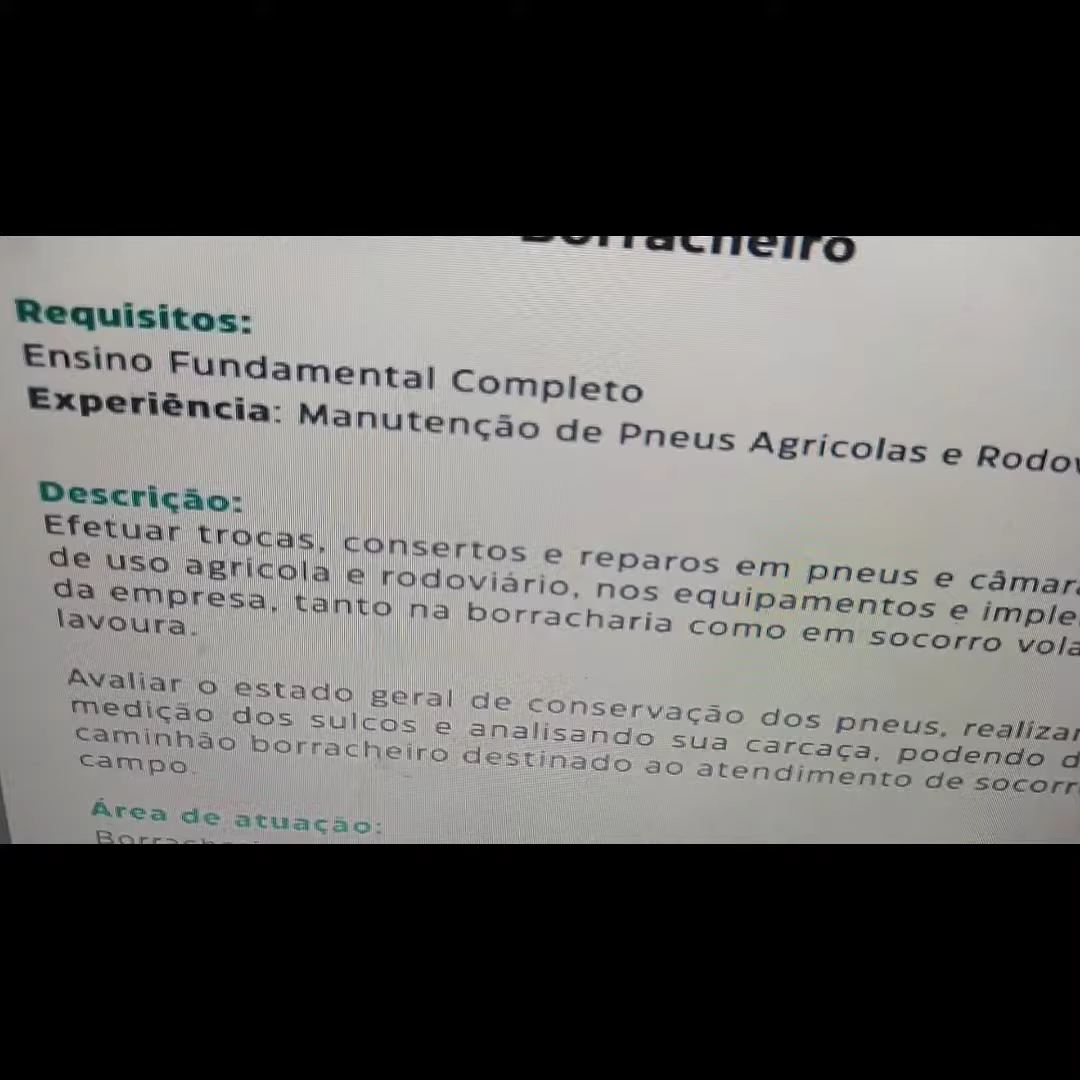 Borracheiro
Requisitos:
Ensino Fundamental Completo
Experiência: Manutenção de Pneus Agrícolas e
Descrição:
Efetuar trocas, consertos e reparos em pneus e
de uso agrícola e rodoviário, nos equipamentos e
da empresa, tanto na borracharia como em socorro
lavoura.
Avaliar o estado geral de conservação dos pneus,
medição dos sulcos e analisando sua carcaça, podendo
caminhão borracheiro destinado ao atendimento de
campo.
Área de atuação: